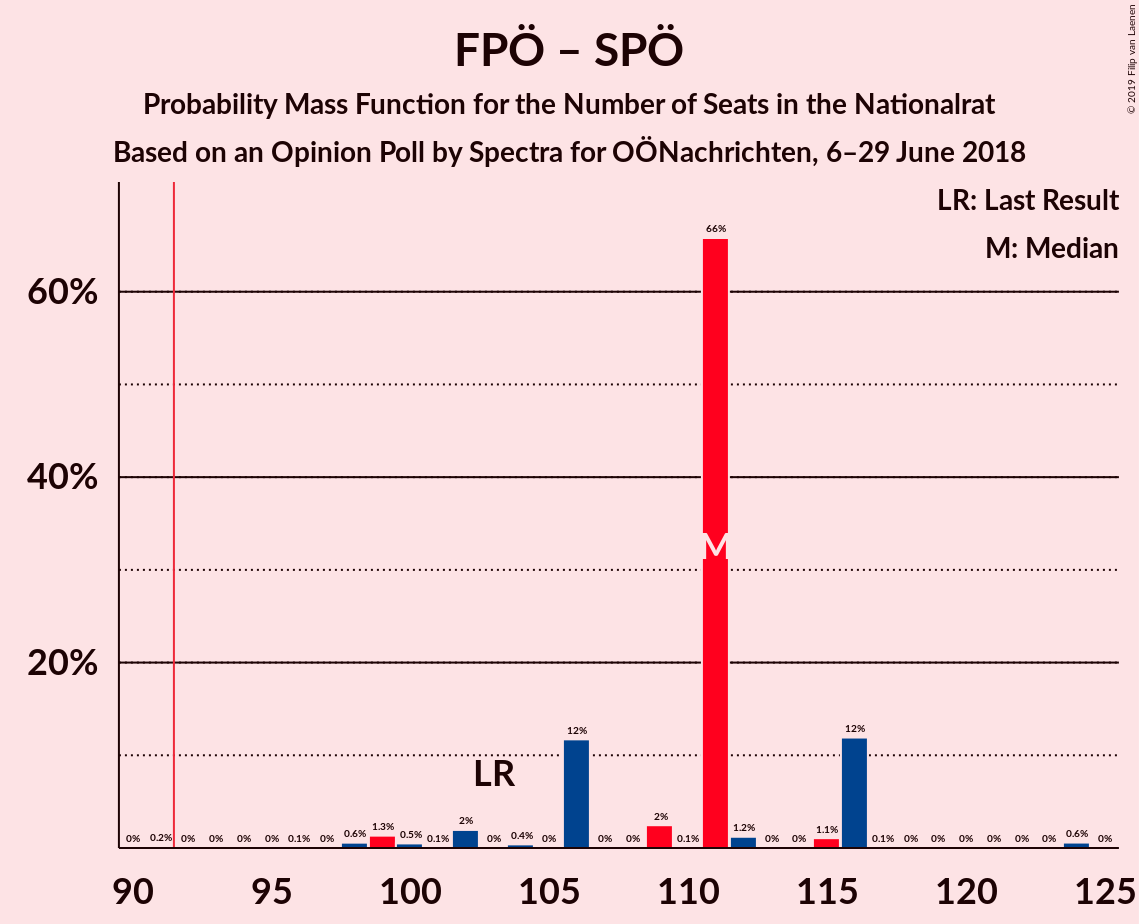 FPÖ – SPÖ
Probability Mass Function for the Number of Seats in the Nationalrat
Based on an Opinion Poll by Spectra for OÖNachrichten, 6–29 June 2018
© 2019 Filip van Laenen
LR: Last Result
M: Median
66%
60%
40%
M
20%
12% 12%
LR
0% 0.2% 0% 0% 0% 0% 0.1% 0% 0.6% 1.3% 0.5% 0.1% 2% 0% 0.4% 0% 0% 0% 2% 0.1% 1.2% 0% 0% 1.1% 0.1% 0% 0% 0% 0% 0% 0% 0.6% 0%
90 95 100 105 110 115 120 125